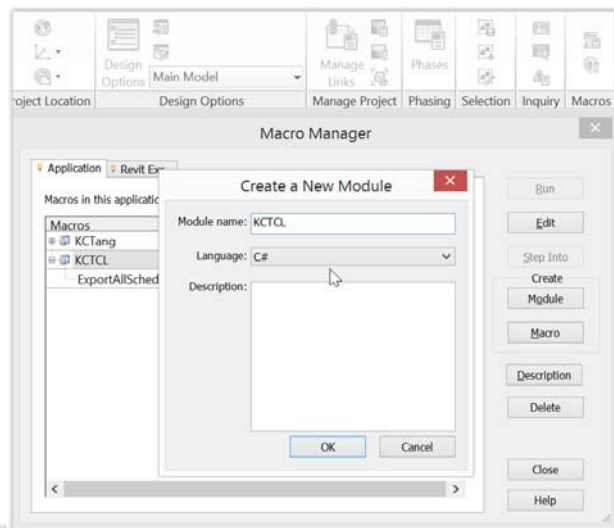 Design
Options
Main Model
Manage
Links
Phases
oject Location
Design Options
Manage Project
Phasing
Selection
Inquiry
Macros
Macro Manager
Application
Revit Exp
Macros in this applicatio
Macros
KCTang
KCTCL
ExportAllSched
Create a New Module
Module name: KCTCL
Language: C#
Description:
OK
Cancel
Run
Edit
Step Into
Create
Module
Macro
Description
Delete
Close
Help